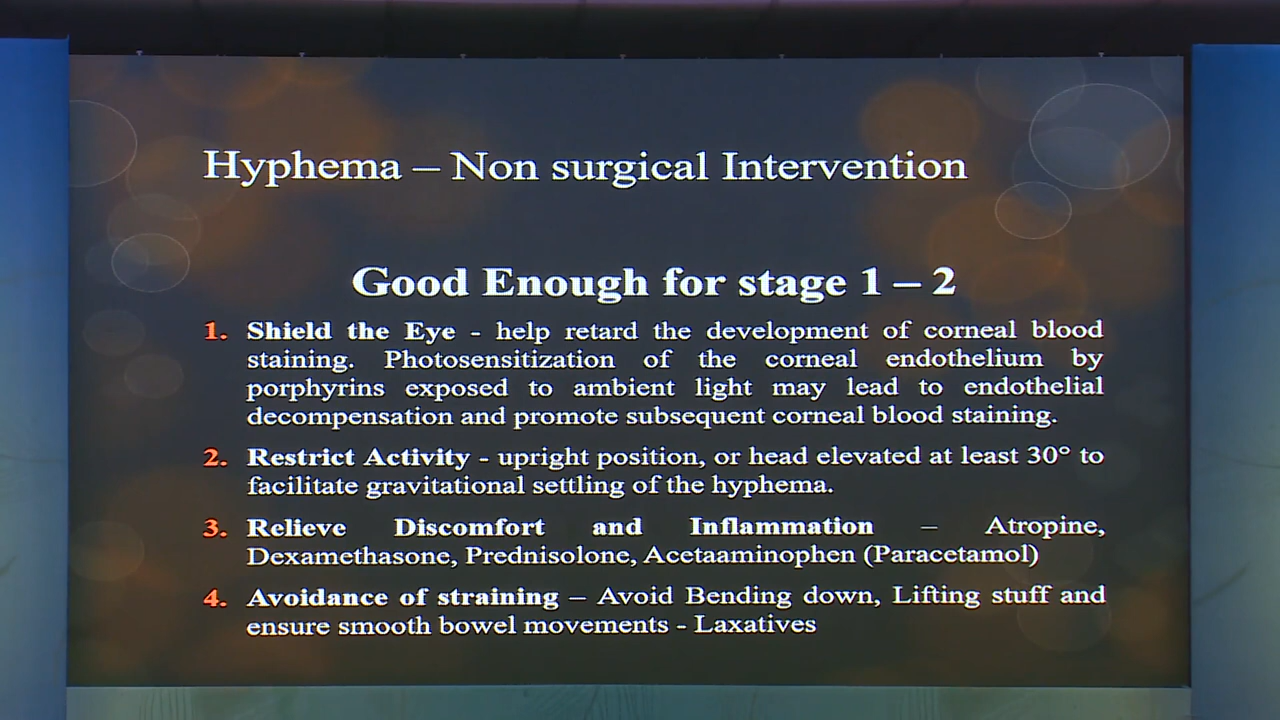 Hyphema – Non surgical Intervention
Good Enough for stage 1 – 2
1. Shield the Eye - help retard the development of corneal blood
staining. Photosensitization of the corneal endothelium by
porphyrins exposed to ambient light may lead to endothelial
decompensation and promote subsequent corneal blood staining.
2. Restrict Activity - upright position, or head elevated at least 30° to
facilitate gravitational settling of the hyphema.
3. Relieve Discomfort and Inflammation – Atropine,
Dexamethasone, Prednisolone, Acetaaminophen (Paracetamol)
4. Avoidance of straining – Avoid Bending down, Lifting stuff and
ensure smooth bowel movements - Laxatives